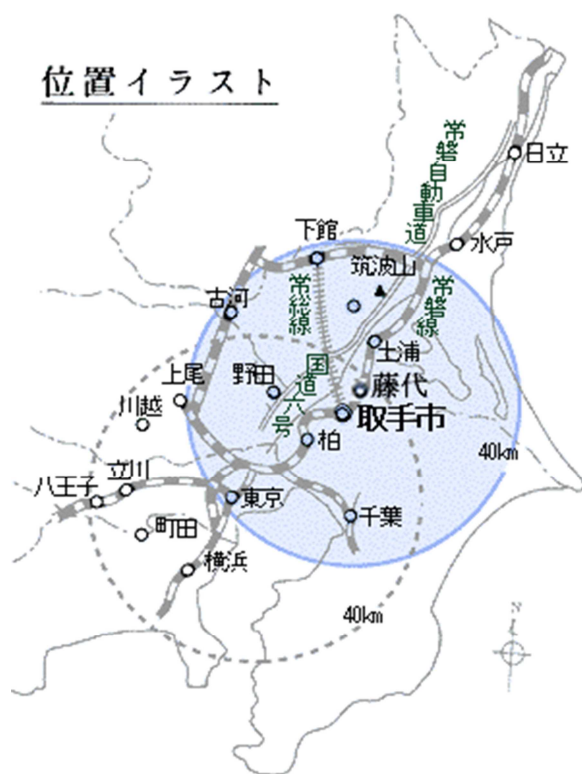 位置イラスト
常磐自動車道
日立
水戸
下館
筑波山
常総線
常磐線
古河
土浦
国道六号
野田
藤代
上尾
取手市
川越
柏
40km
立川
八王子
東京
千葉
町田
横浜
40km
N